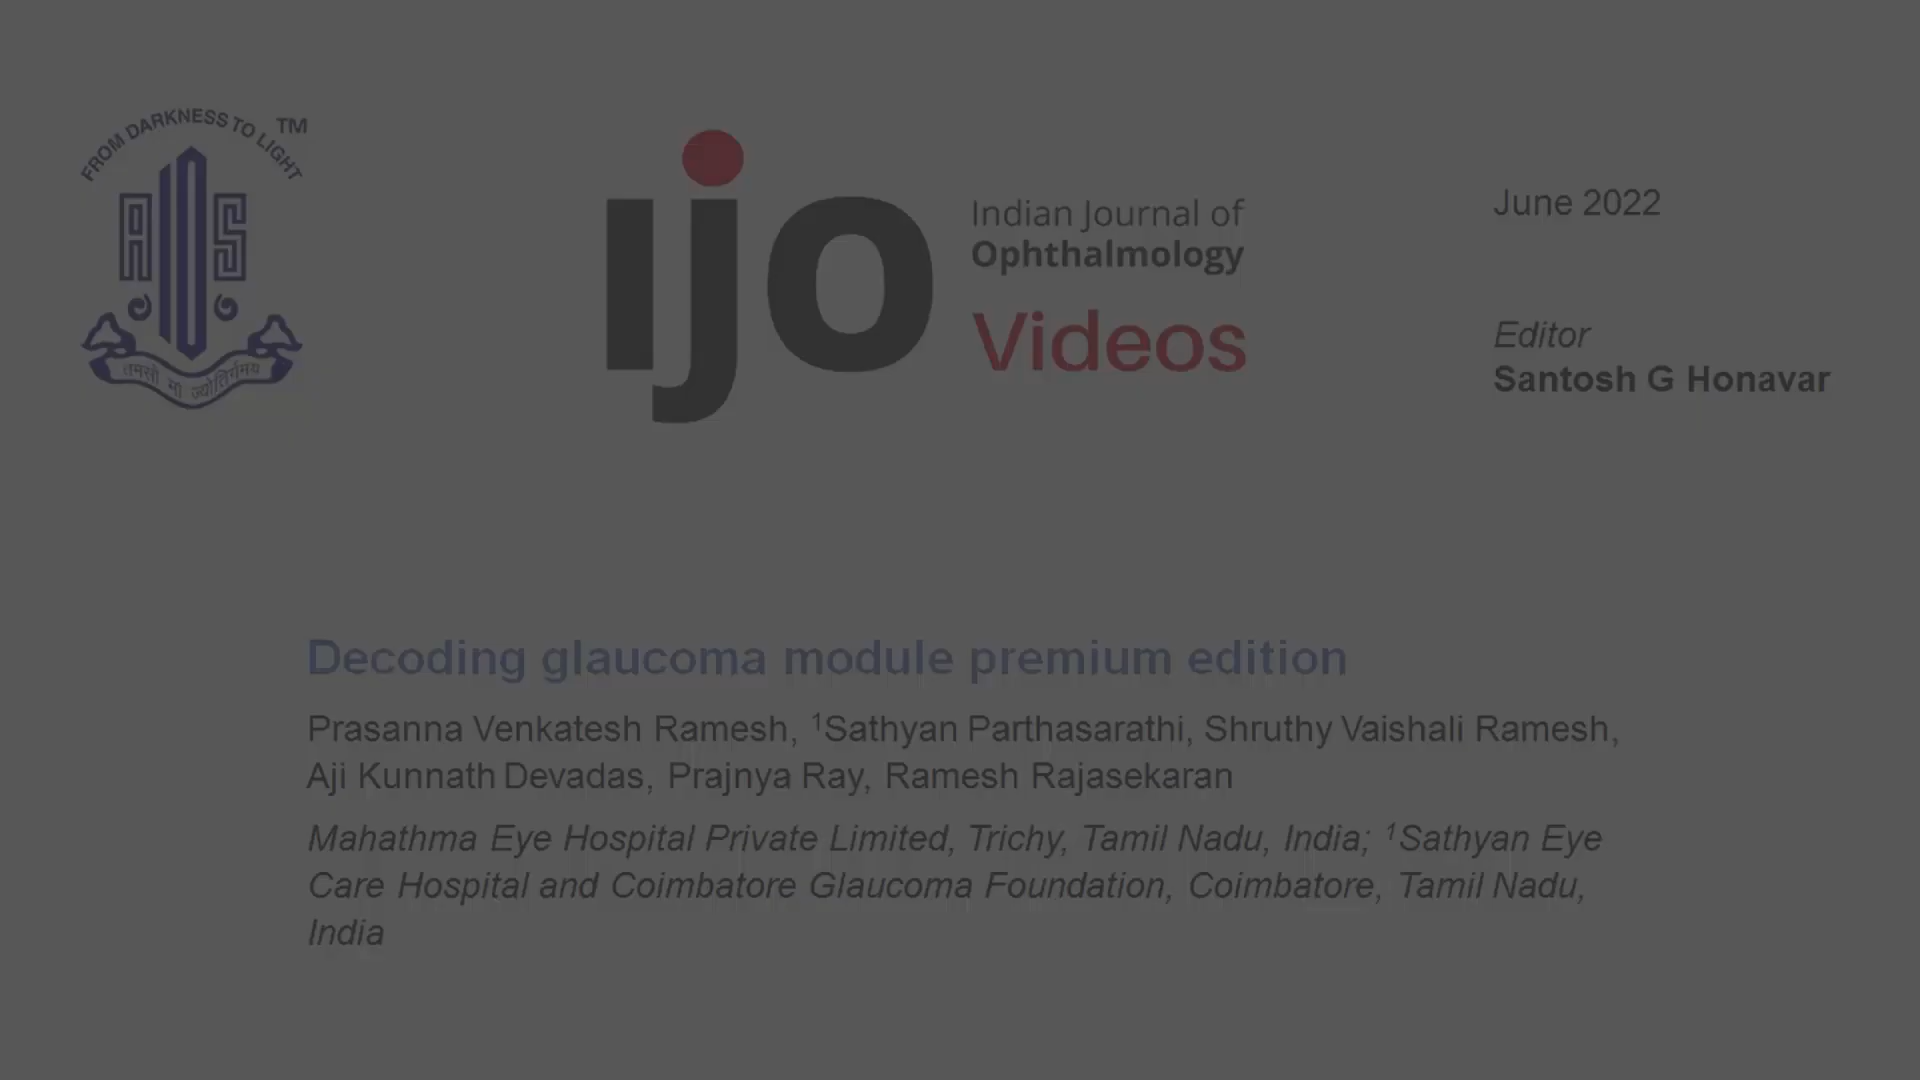 FROM DARKNESS TO LIGHT TM
AIOS
तमसो मा ज्योतिर्गमय
ijo
Indian Journal of
Ophthalmology
Videos
June 2022
Editor
Santosh G Honavar
Decoding glaucoma module premium edition
Prasanna Venkatesh Ramesh, ¹Sathyan Parthasarathi, Shruthy Vaishali Ramesh,
Aji Kunnath Devadas, Prajnya Ray, Ramesh Rajasekaran
Mahathma Eye Hospital Private Limited, Trichy, Tamil Nadu, India; ¹Sathyan Eye
Care Hospital and Coimbatore Glaucoma Foundation, Coimbatore, Tamil Nadu,
India